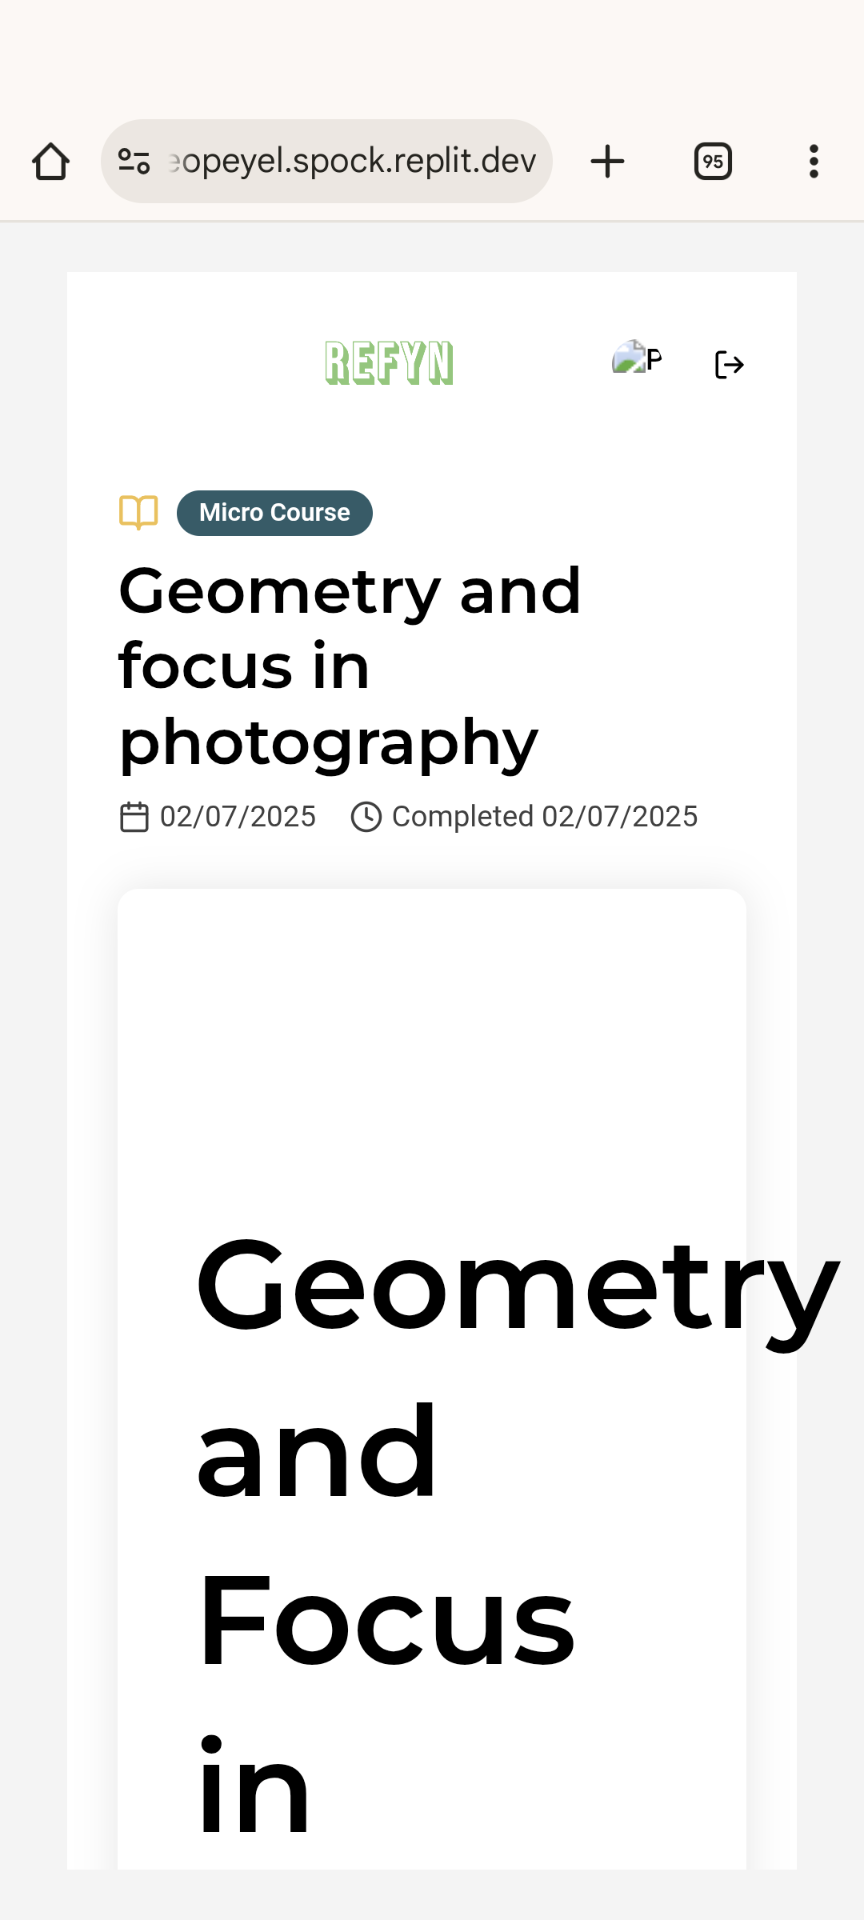 eopeyel.spock.replit.dev
95
REFYN
P
Micro Course
Geometry and
focus in
photography
02/07/2025 Completed 02/07/2025
Geometry
and
Focus
in